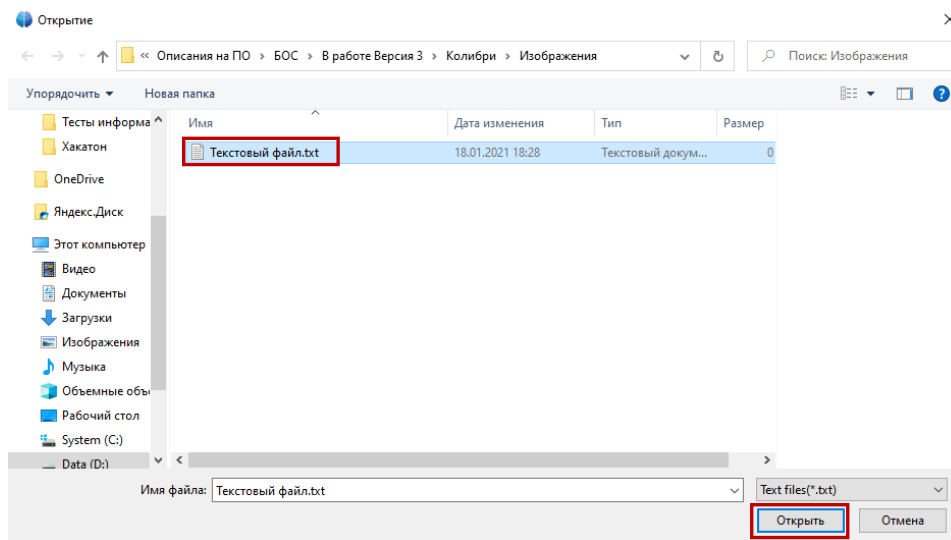 Открытие
« Описания на ПО › БОС › В работе Версия 3 › Колибри › Изображения
Поиск: Изображения
Упорядочить Новая папка
Тесты информа
Хакатон
OneDrive
Яндекс.Диск
Этот компьютер
Видео
Документы
Загрузки
Изображения
Музыка
Объемные объ
Рабочий стол
System (C:)
Data (D:)
Имя Дата изменения Тип Размер
Текстовый файл.txt 18.01.2021 18:28 Текстовый докум... 0
Имя файла: Текстовый файл.txt Text files(*.txt)
Открыть Отмена